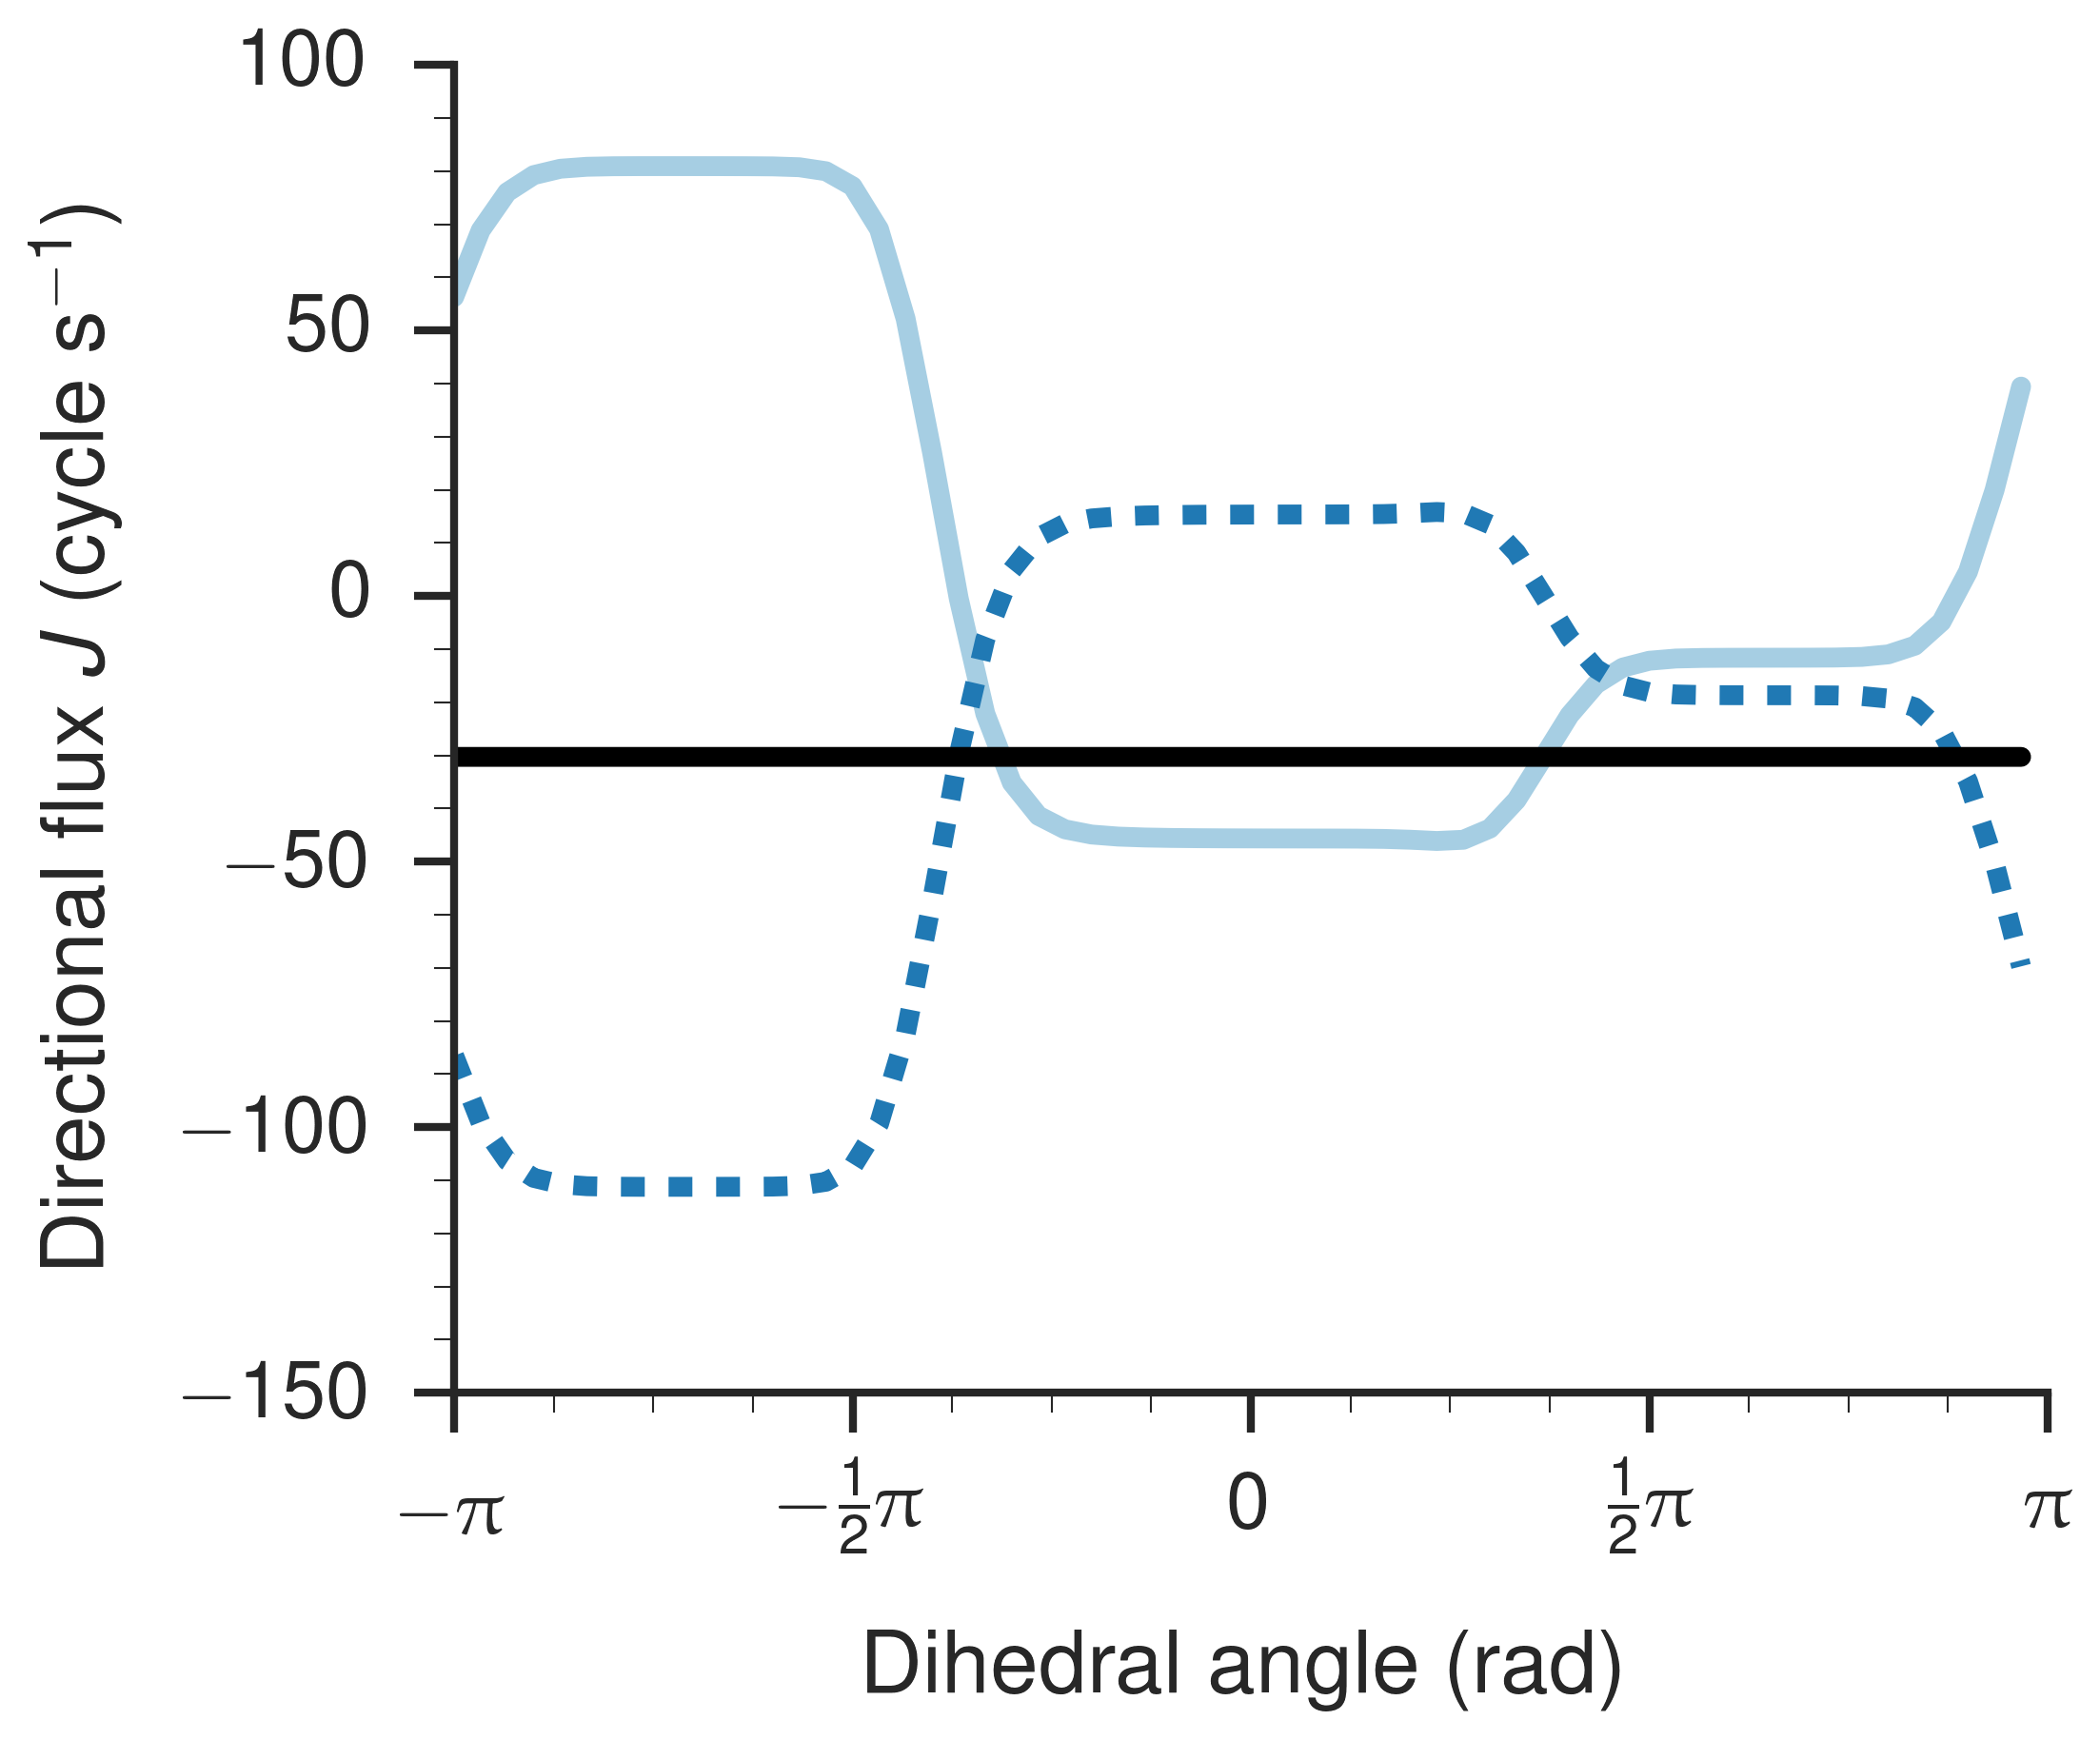 Directional flux J (cycle s⁻¹)
100
50
0
−50
−100
−150
−π
−½π
0
½π
π
Dihedral angle (rad)